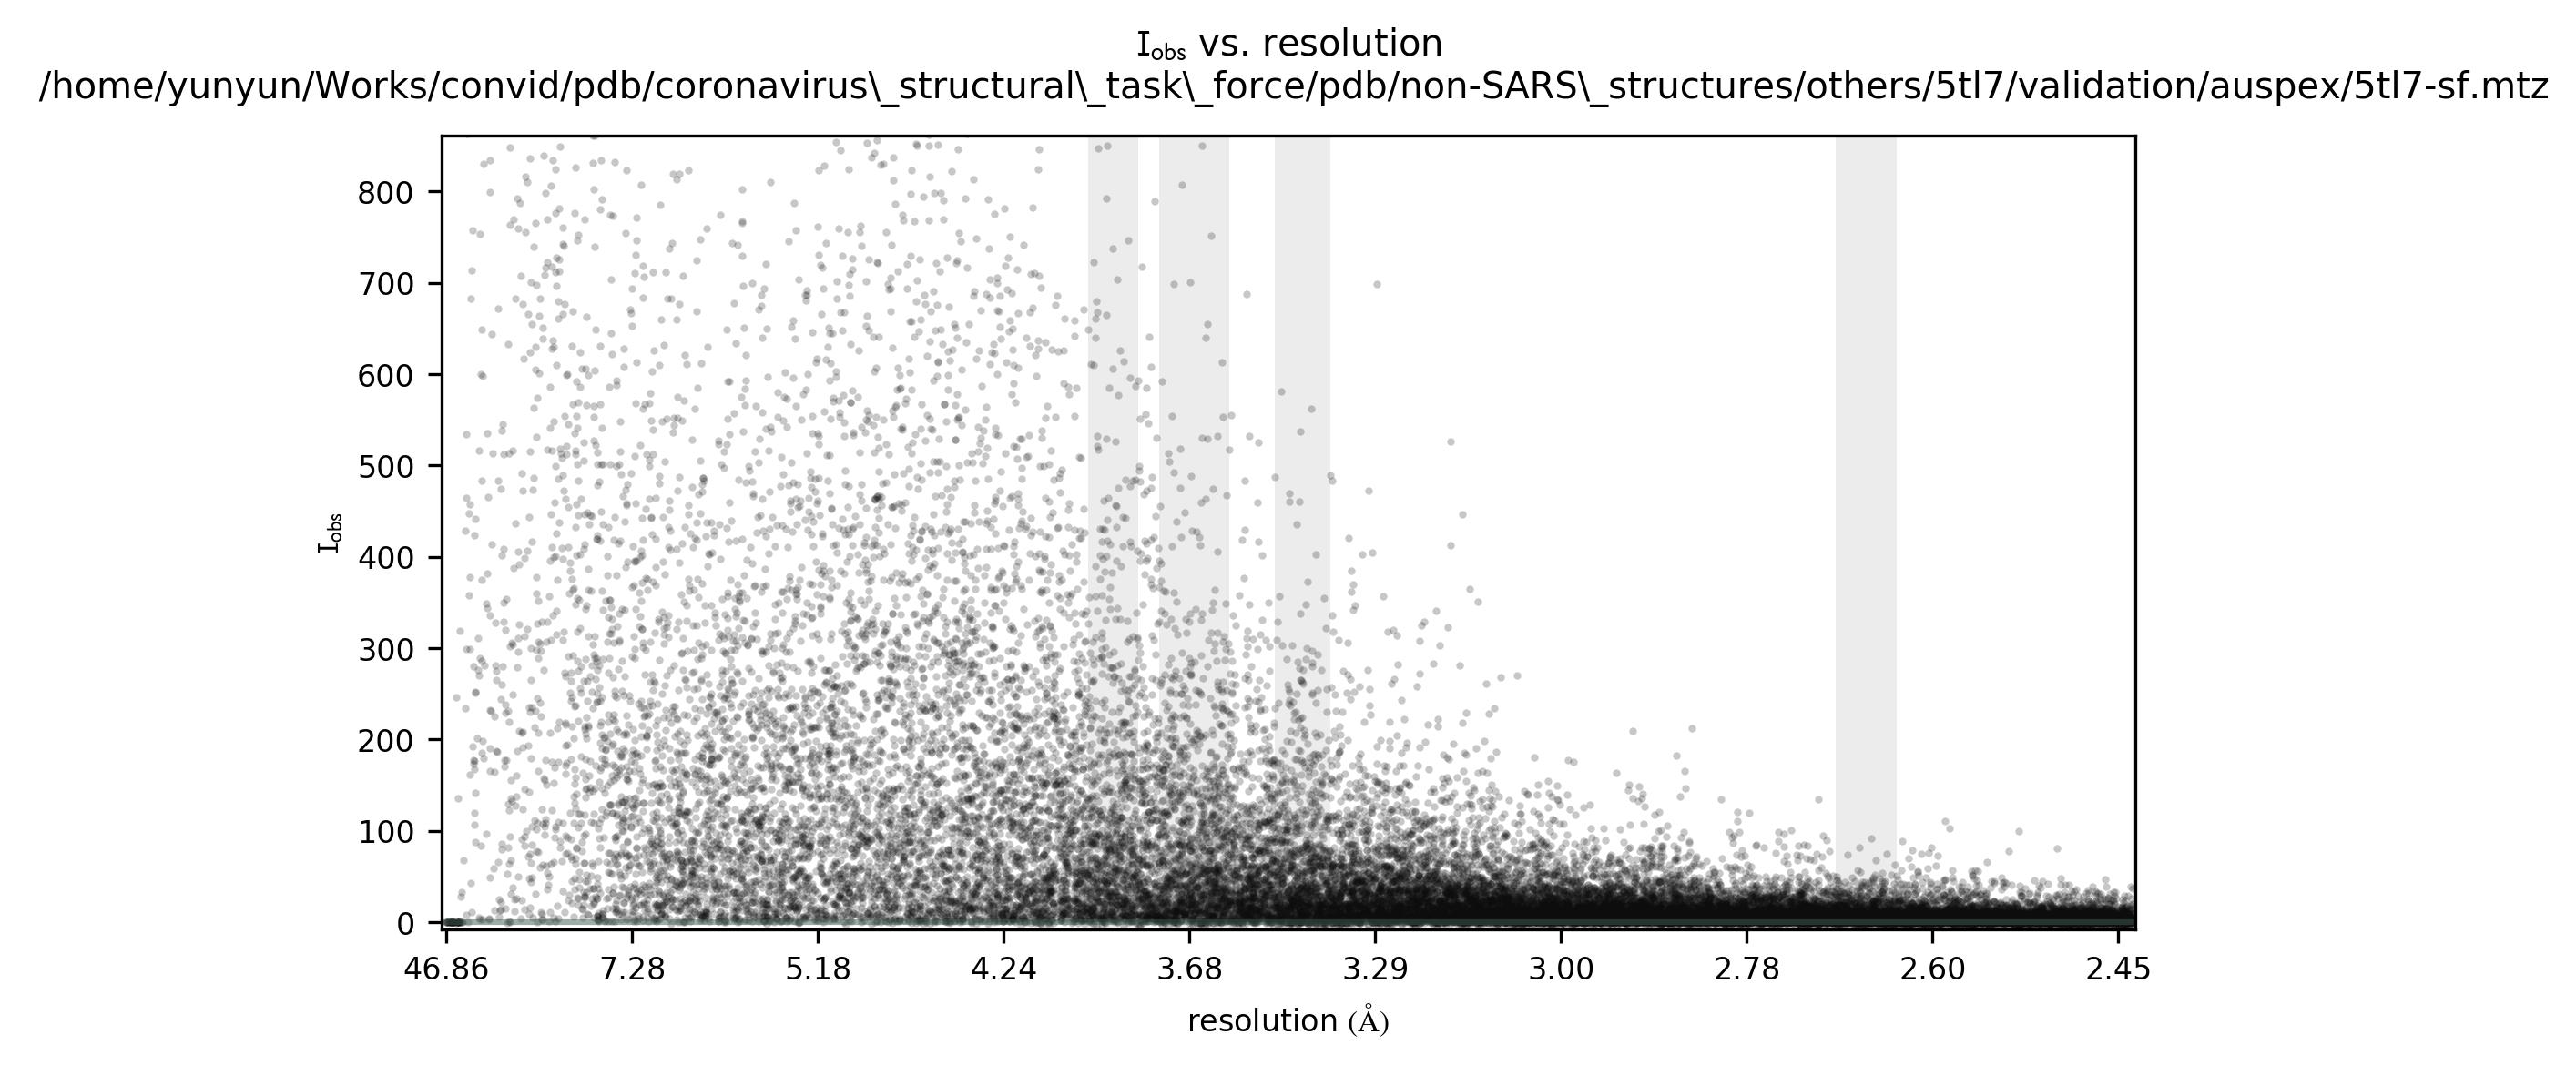 I_obs vs. resolution
/home/yunyun/Works/convid/pdb/coronavirus\_structural\_task\_force/pdb/non-SARS\_structures/others/5tl7/validation/auspex/5tl7-sf.mtz
800
700
600
500
400
300
200
100
0
I_obs
46.86 7.28 5.18 4.24 3.68 3.29 3.00 2.78 2.60 2.45
resolution (Å)